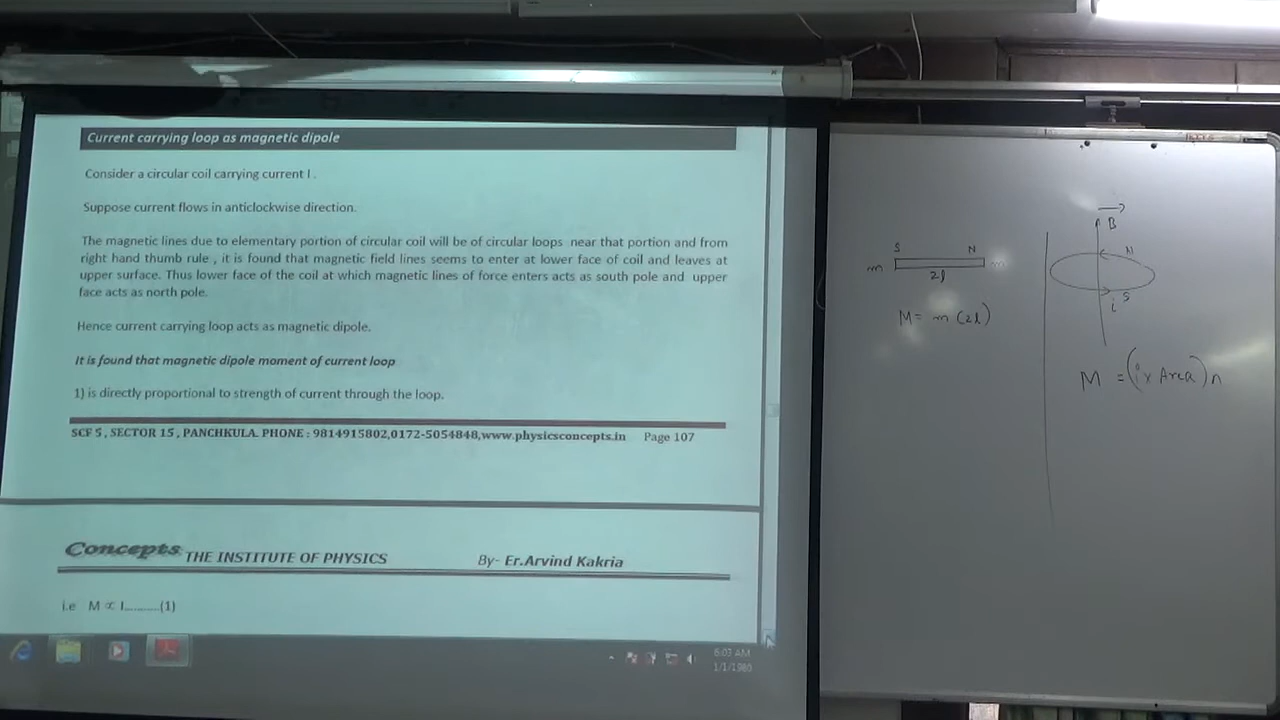 Current carrying loop as magnetic dipole
Consider a circular coil carrying current I .
Suppose current flows in anticlockwise direction.
The magnetic lines due to elementary portion of circular coil will be of circular loops near that portion and from
right hand thumb rule , it is found that magnetic field lines seems to enter at lower face of coil and leaves at
upper surface. Thus lower face of the coil at which magnetic lines of force enters acts as south pole and upper
face acts as north pole.
Hence current carrying loop acts as magnetic dipole.
It is found that magnetic dipole moment of current loop
1) is directly proportional to strength of current through the loop.
SCF 5 , SECTOR 15 , PANCHKULA. PHONE : 9814915802,0172-5054848,www.physicsconcepts.in Page 107
Concepts THE INSTITUTE OF PHYSICS By- Er.Arvind Kakria
i.e M ∝ I...........(1)
6:03 AM
1/1/1980
S N
m m
2l
M = m (2l)
B
N
S
i
M = (i x Area) n